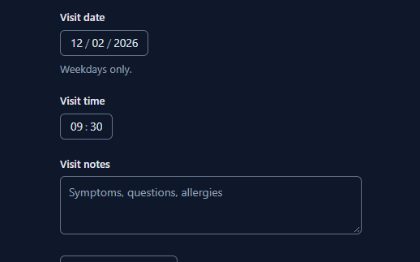 Visit date
12 / 02 / 2026
Weekdays only.
Visit time
09 : 30
Visit notes
Symptoms, questions, allergies